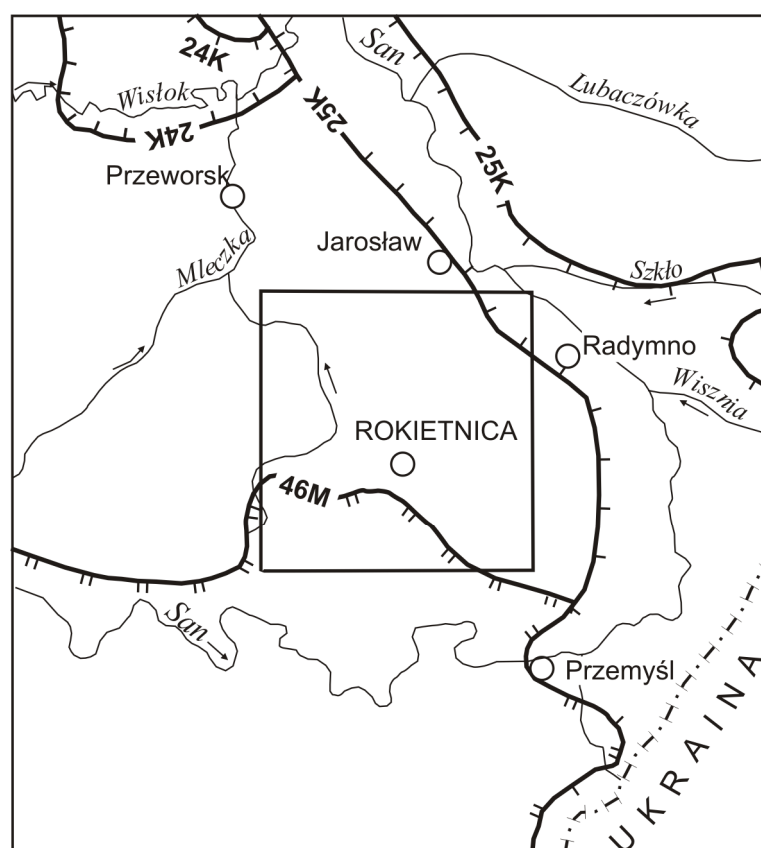 24K
San
Wisłok
Lubaczówka
25K
24K
25K
Przeworsk
Jarosław
Mleczka
Szkło
Radymno
Wisznia
ROKIETNICA
46M
San
Przemyśl
UKRAINA